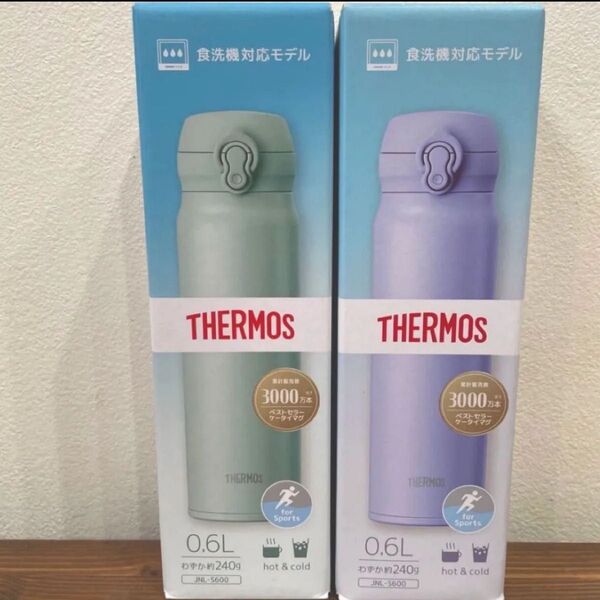 食洗機対応モデル
THERMOS
累計販売数
3000万本
ベストセラー
ケータイマグ
THERMOS
for
Sports
0.6L
わずか約240g
JNL-S600
hot & cold
食洗機対応モデル
THERMOS
累計販売数
3000万本
ベストセラー
ケータイマグ
THERMOS
for
Sports
0.6L
わずか約240g
JNL-S600
hot & cold